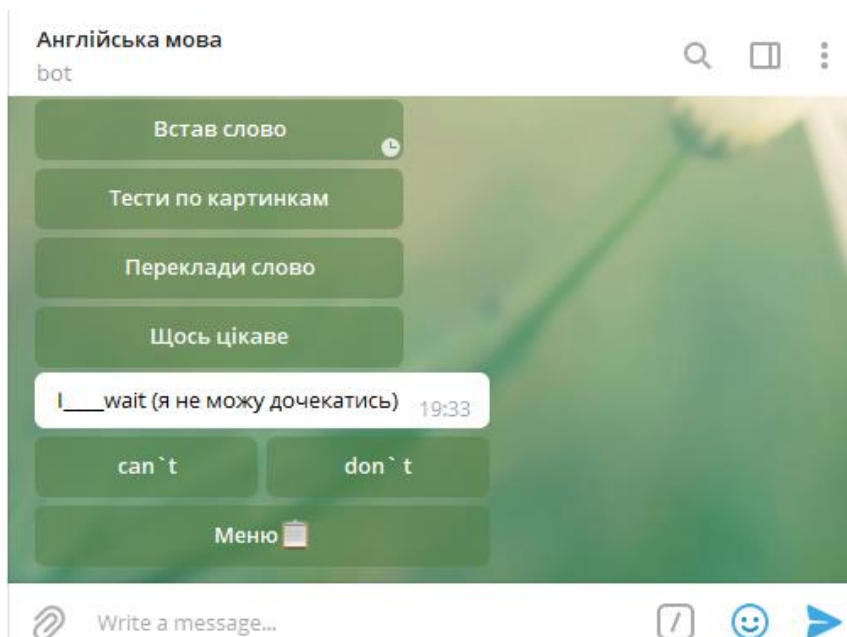 Англійська мова
bot
Встав слово
Тести по картинкам
Переклади слово
Щось цікаве
I____wait (я не можу дочекатись) 19:33
can`t don` t
Меню📋
Write a message...